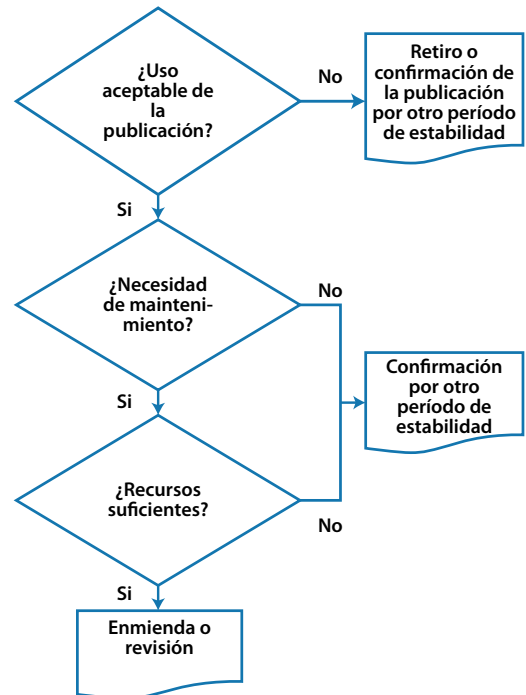 ¿Uso
aceptable de
la
publicación?
No
Retiro o
confirmación de
la publicación
por otro período
de estabilidad
Si
¿Necesidad
de manteni-
miento?
No
Confirmación
por otro
período de
estabilidad
Si
¿Recursos
suficientes?
No
Si
Enmienda o
revisión